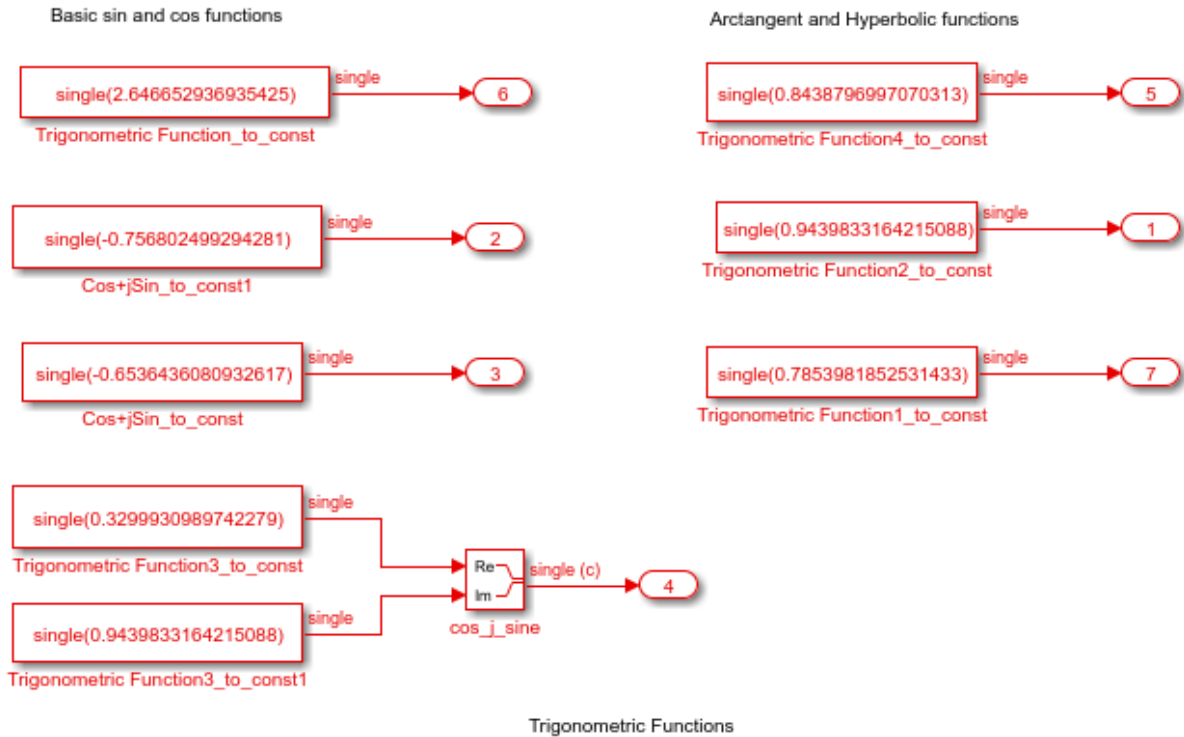 Basic sin and cos functions
single(2.646652936935425)
single
6
Trigonometric Function_to_const
single(-0.756802499294281)
single
2
Cos+jSin_to_const1
single(-0.6536436080932617)
single
3
Cos+jSin_to_const
single(0.3299930989742279)
single
Trigonometric Function3_to_const
single(0.9439833164215088)
single
Trigonometric Function3_to_const1
Re
Im
single (c)
4
cos_j_sine
Arctangent and Hyperbolic functions
single(0.8438796997070313)
single
5
Trigonometric Function4_to_const
single(0.9439833164215088)
single
1
Trigonometric Function2_to_const
single(0.7853981852531433)
single
7
Trigonometric Function1_to_const
Trigonometric Functions